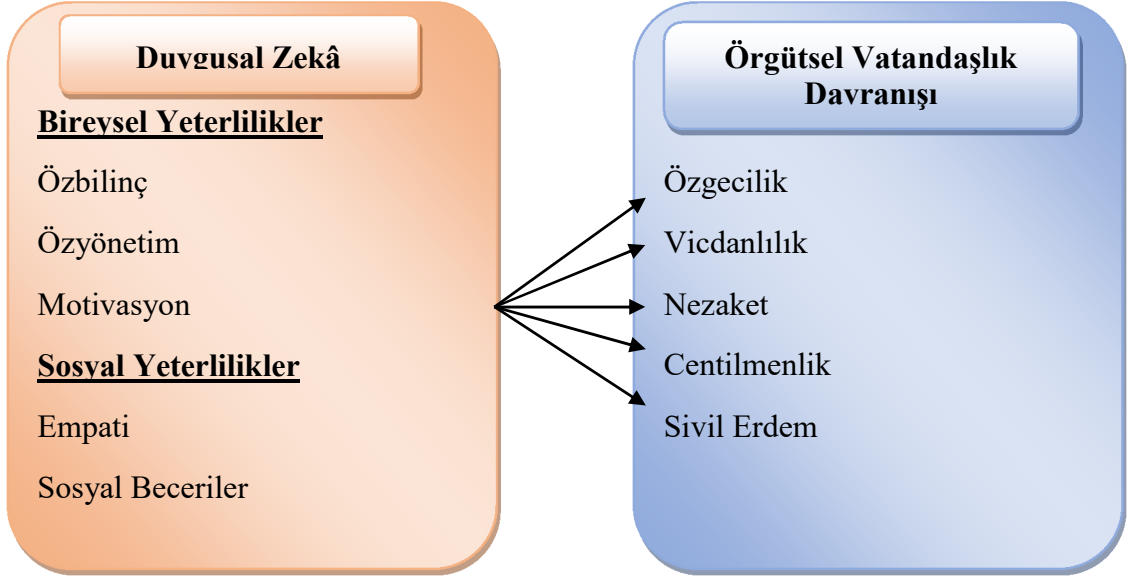 Duygusal Zekâ
Bireysel Yeterlilikler
Özbilinç
Özyönetim
Motivasyon
Sosyal Yeterlilikler
Empati
Sosyal Beceriler
Örgütsel Vatandaşlık
Davranışı
Özgecilik
Vicdanlılık
Nezaket
Centilmenlik
Sivil Erdem